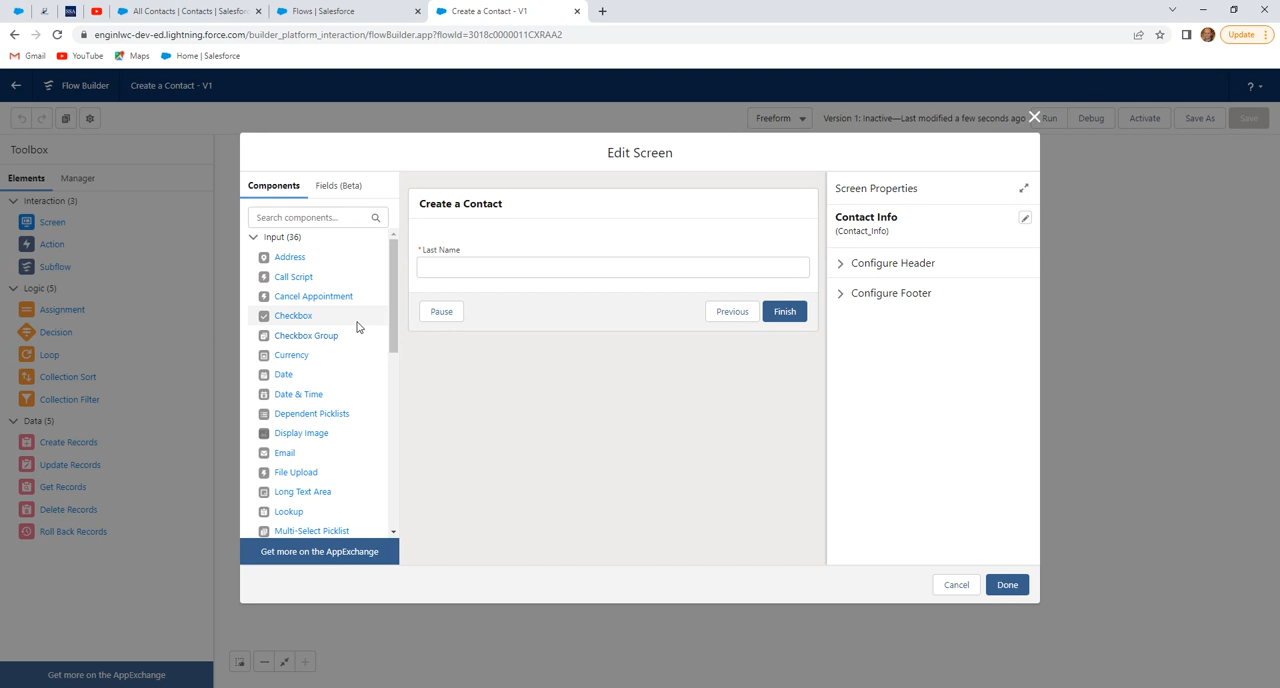 All Contacts | Contacts | Salesfor
Flows | Salesforce
Create a Contact - V1
enginlwc-dev-ed.lightning.force.com/builder_platform_interaction/flowBuilder.app?flowId=3018c0000011CXRAA2
Update
Gmail
YouTube
Maps
Home | Salesforce
Flow Builder
Create a Contact - V1
?
Freeform
Version 1: Inactive—Last modified a few seconds ago
Run
Debug
Activate
Save As
Save
Toolbox
Elements
Manager
Interaction (3)
Screen
Action
Subflow
Logic (5)
Assignment
Decision
Loop
Collection Sort
Collection Filter
Data (5)
Create Records
Update Records
Get Records
Delete Records
Roll Back Records
Get more on the AppExchange
Edit Screen
Components
Fields (Beta)
Search components...
Input (36)
Address
Call Script
Cancel Appointment
Checkbox
Checkbox Group
Currency
Date
Date & Time
Dependent Picklists
Display Image
Email
File Upload
Long Text Area
Lookup
Multi-Select Picklist
Get more on the AppExchange
Create a Contact
* Last Name
Pause
Previous
Finish
Screen Properties
Contact Info
(Contact_Info)
Configure Header
Configure Footer
Cancel
Done